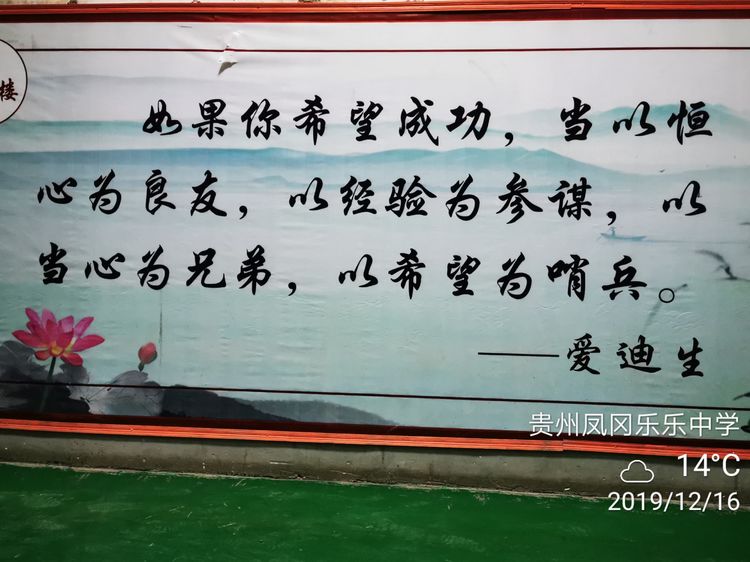 楼
如果你希望成功，当以恒
心为良友，以经验为参谋，以
当心为兄弟，以希望为哨兵。
——爱迪生
贵州凤冈乐乐中学
14°C
2019/12/16